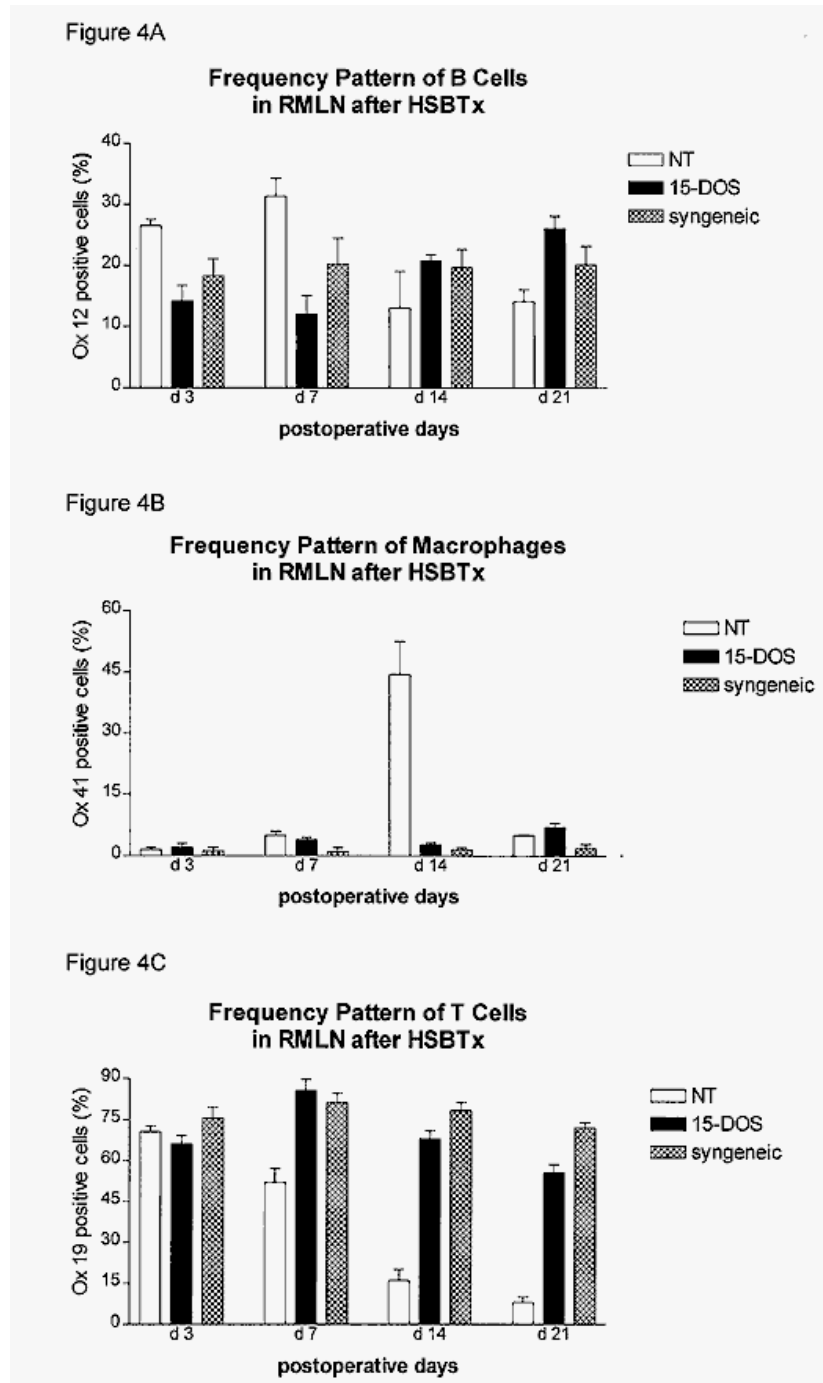 Figure 4A
Frequency Pattern of B Cells
in RMLN after HSBTx
Ox 12 positive cells (%)
40
30
20
10
0
d 3
d 7
d 14
d 21
postoperative days
NT
15-DOS
syngeneic
Figure 4B
Frequency Pattern of Macrophages
in RMLN after HSBTx
Ox 41 positive cells (%)
60
45
30
15
0
d 3
d 7
d 14
d 21
postoperative days
NT
15-DOS
syngeneic
Figure 4C
Frequency Pattern of T Cells
in RMLN after HSBTx
Ox 19 positive cells (%)
90
75
60
45
30
15
0
d 3
d 7
d 14
d 21
postoperative days
NT
15-DOS
syngeneic